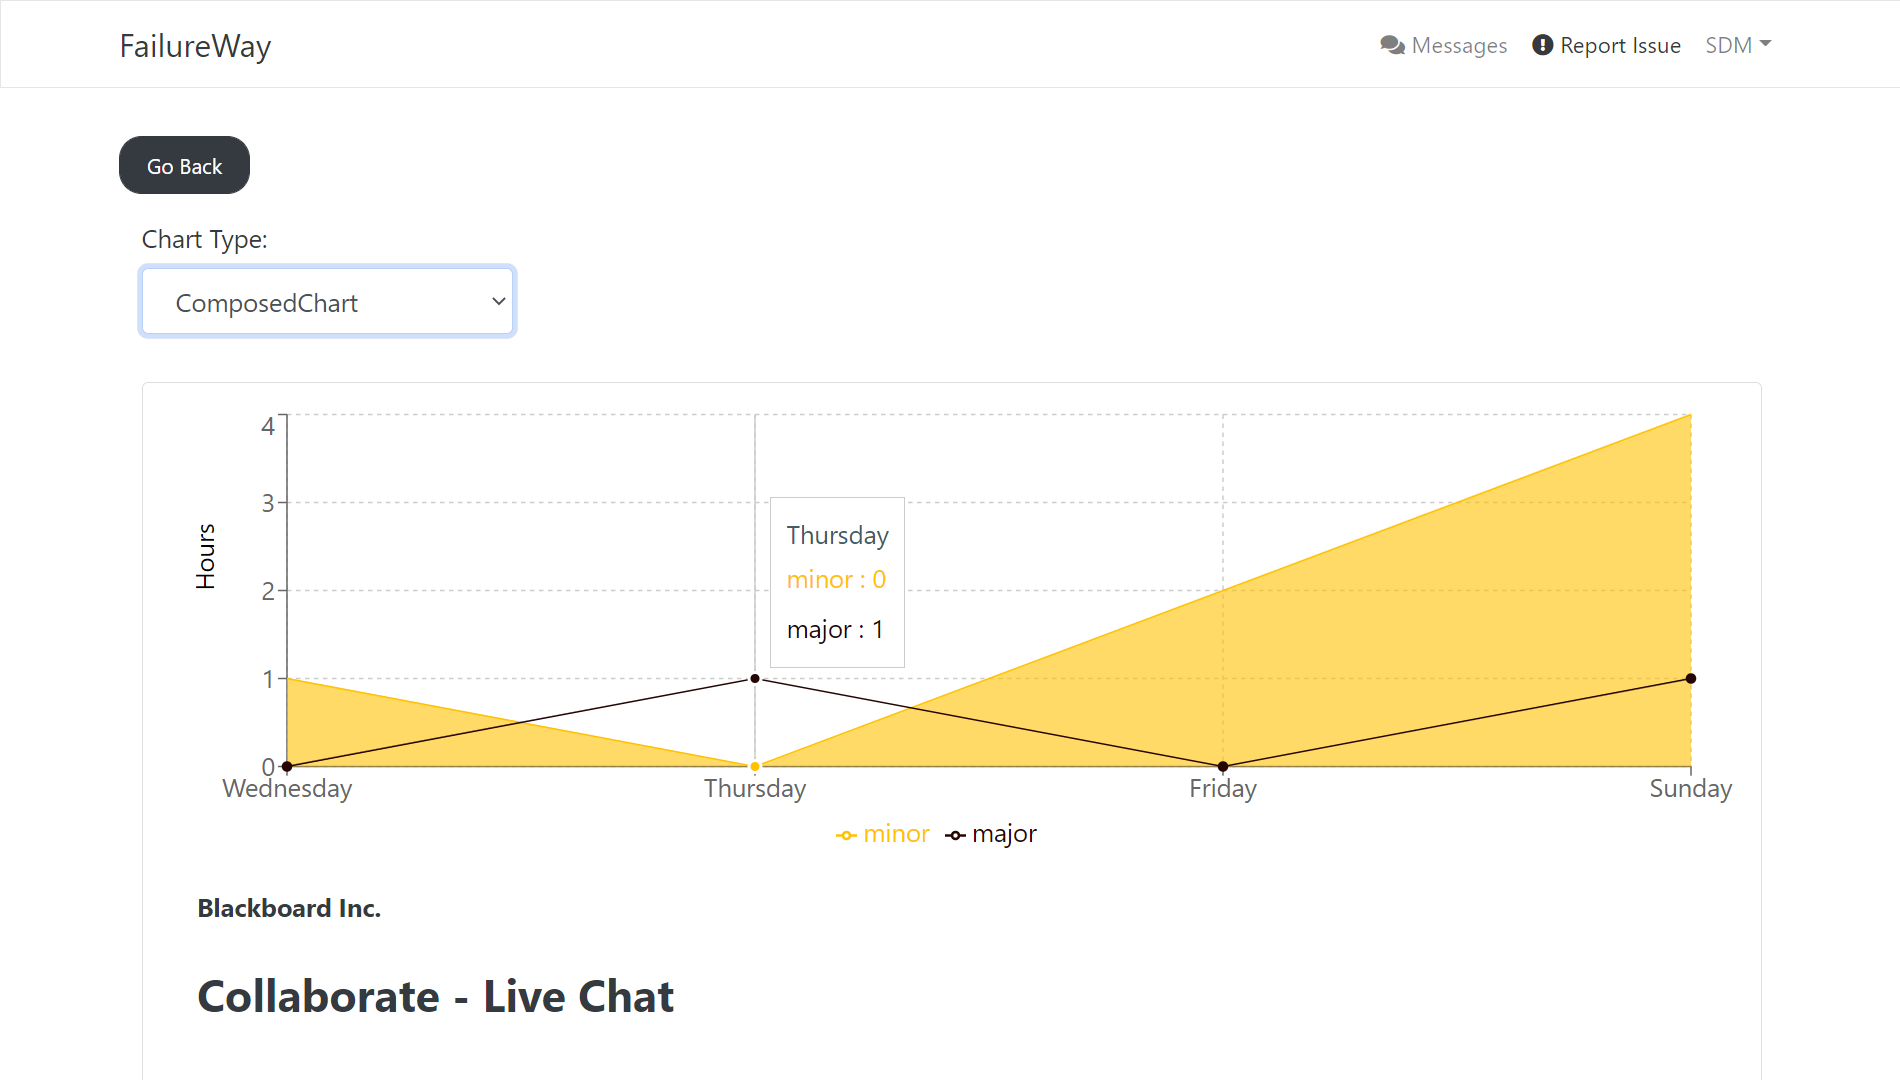 FailureWay
Messages
Report Issue
SDM
Go Back
Chart Type:
ComposedChart
4
3
2
1
0
Hours
Thursday
minor : 0
major : 1
Wednesday
Thursday
Friday
Sunday
minor
major
Blackboard Inc.
Collaborate - Live Chat